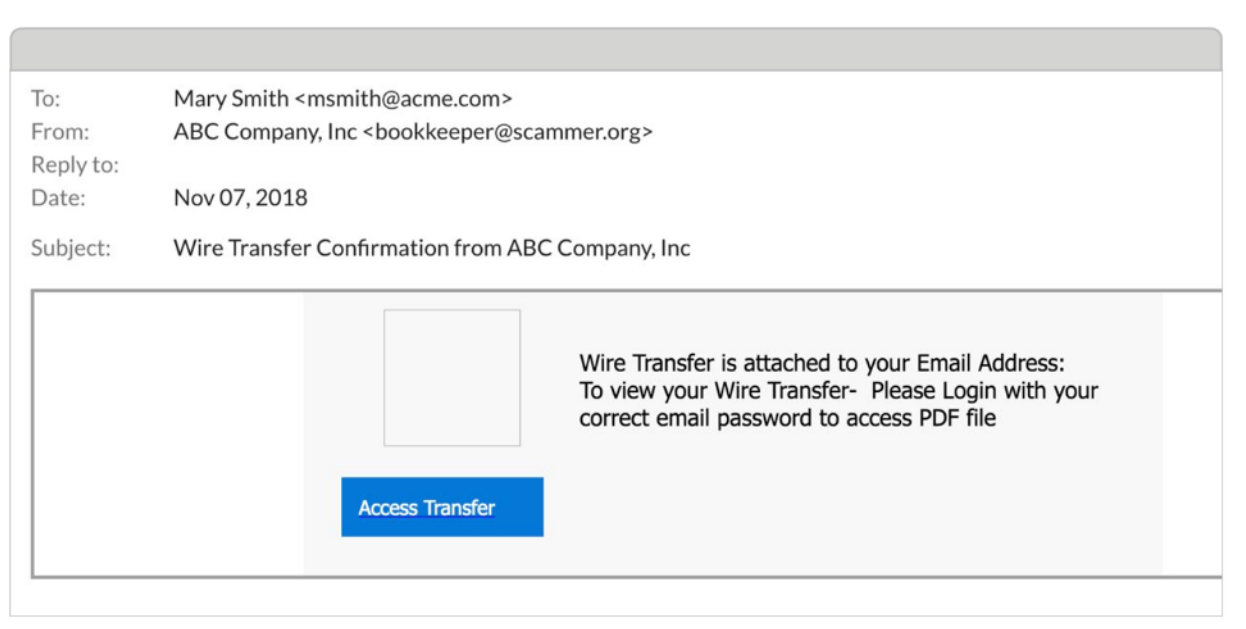 To: Mary Smith <msmith@acme.com>
From: ABC Company, Inc <bookkeeper@scammer.org>
Reply to:
Date: Nov 07, 2018
Subject: Wire Transfer Confirmation from ABC Company, Inc
Wire Transfer is attached to your Email Address:
To view your Wire Transfer-  Please Login with your
correct email password to access PDF file
Access Transfer